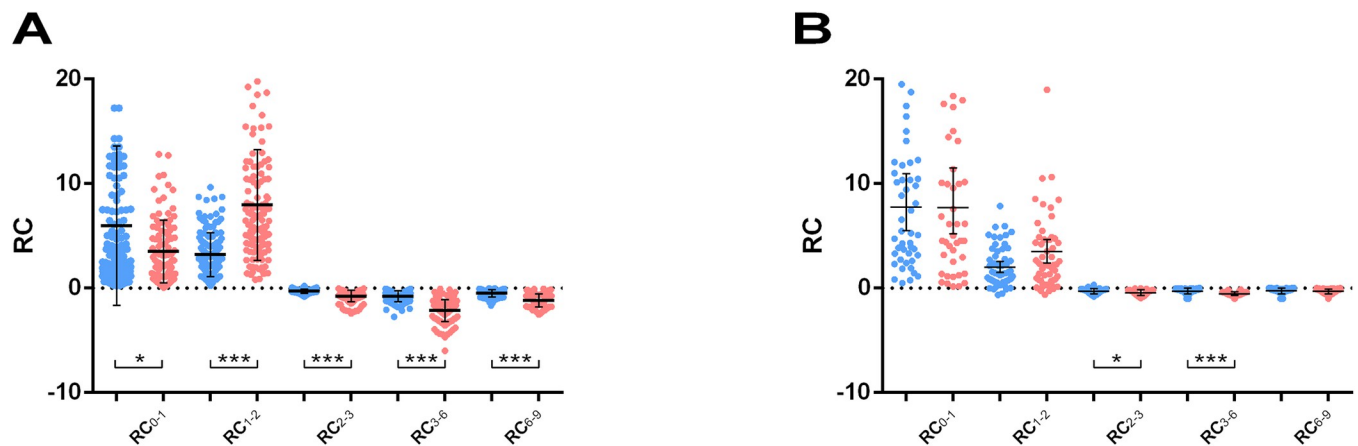 A
B
20
10
0
-10
RC
* *** *** *** ***
RC0-1 RC1-2 RC2-3 RC3-6 RC6-9
20
10
0
-10
RC
* ***
RC0-1 RC1-2 RC2-3 RC3-6 RC6-9